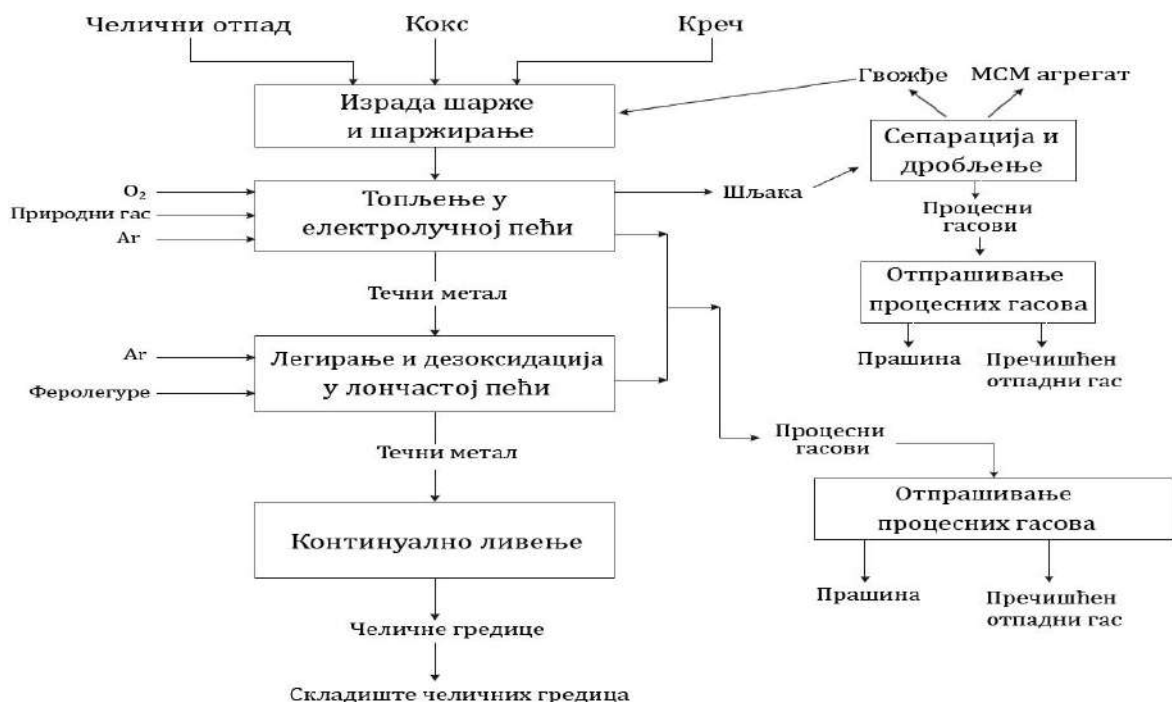 Челични отпад
Кокс
Креч
Израда шарже
и шаржирање
Гвожђе
МСМ агрегат
Сепарација и
дробљење
O₂
Природни гас
Ar
Топљење у
електролучној пећи
Шљака
Процесни
гасови
Отпрашивање
процесних гасова
Прашина
Пречишћен
отпадни гас
Течни метал
Ar
Феролегуре
Легирање и дезоксидација
у лончастој пећи
Течни метал
Процесни
гасови
Отпрашивање
процесних гасова
Прашина
Пречишћен
отпадни гас
Континуално ливење
Челичне гредице
Складиште челичних гредица